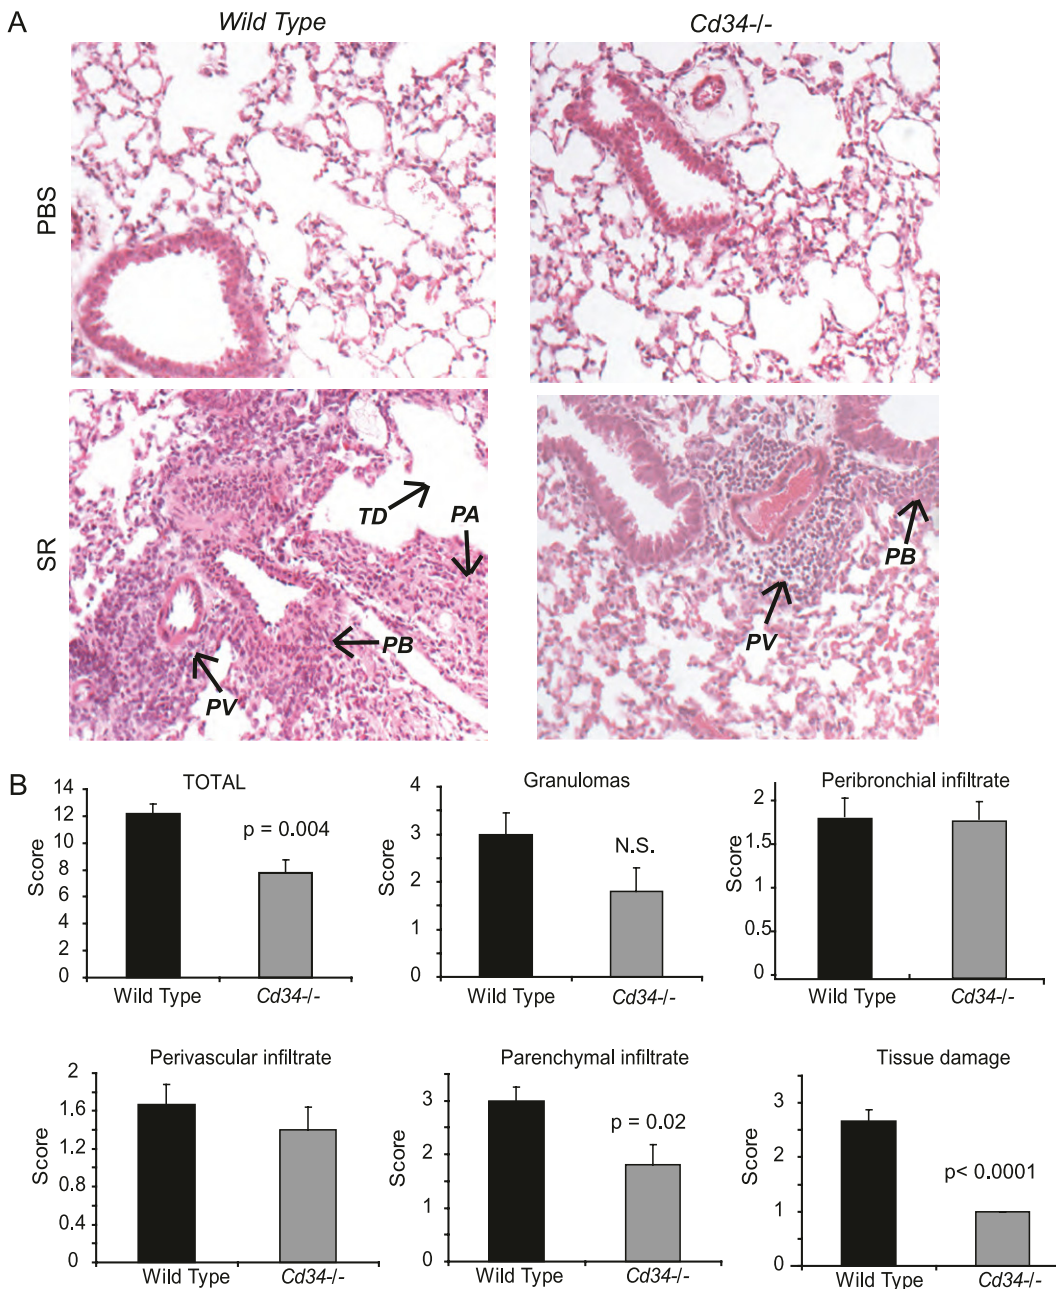 A
Wild Type
Cd34-/-
PBS
SR
TD
PA
PB
PV
PB
PV
B
TOTAL
Score
14
12
10
8
6
4
2
0
p = 0.004
Wild Type
Cd34-/-
Granulomas
Score
4
3
2
1
0
N.S.
Wild Type
Cd34-/-
Peribronchial infiltrate
Score
2
1.5
1
0.5
0
Wild Type
Cd34-/-
Perivascular infiltrate
Score
2
1.6
1.2
0.8
0.4
0
Wild Type
Cd34-/-
Parenchymal infiltrate
Score
3
2
1
0
p = 0.02
Wild Type
Cd34-/-
Tissue damage
Score
3
2
1
0
p< 0.0001
Wild Type
Cd34-/-